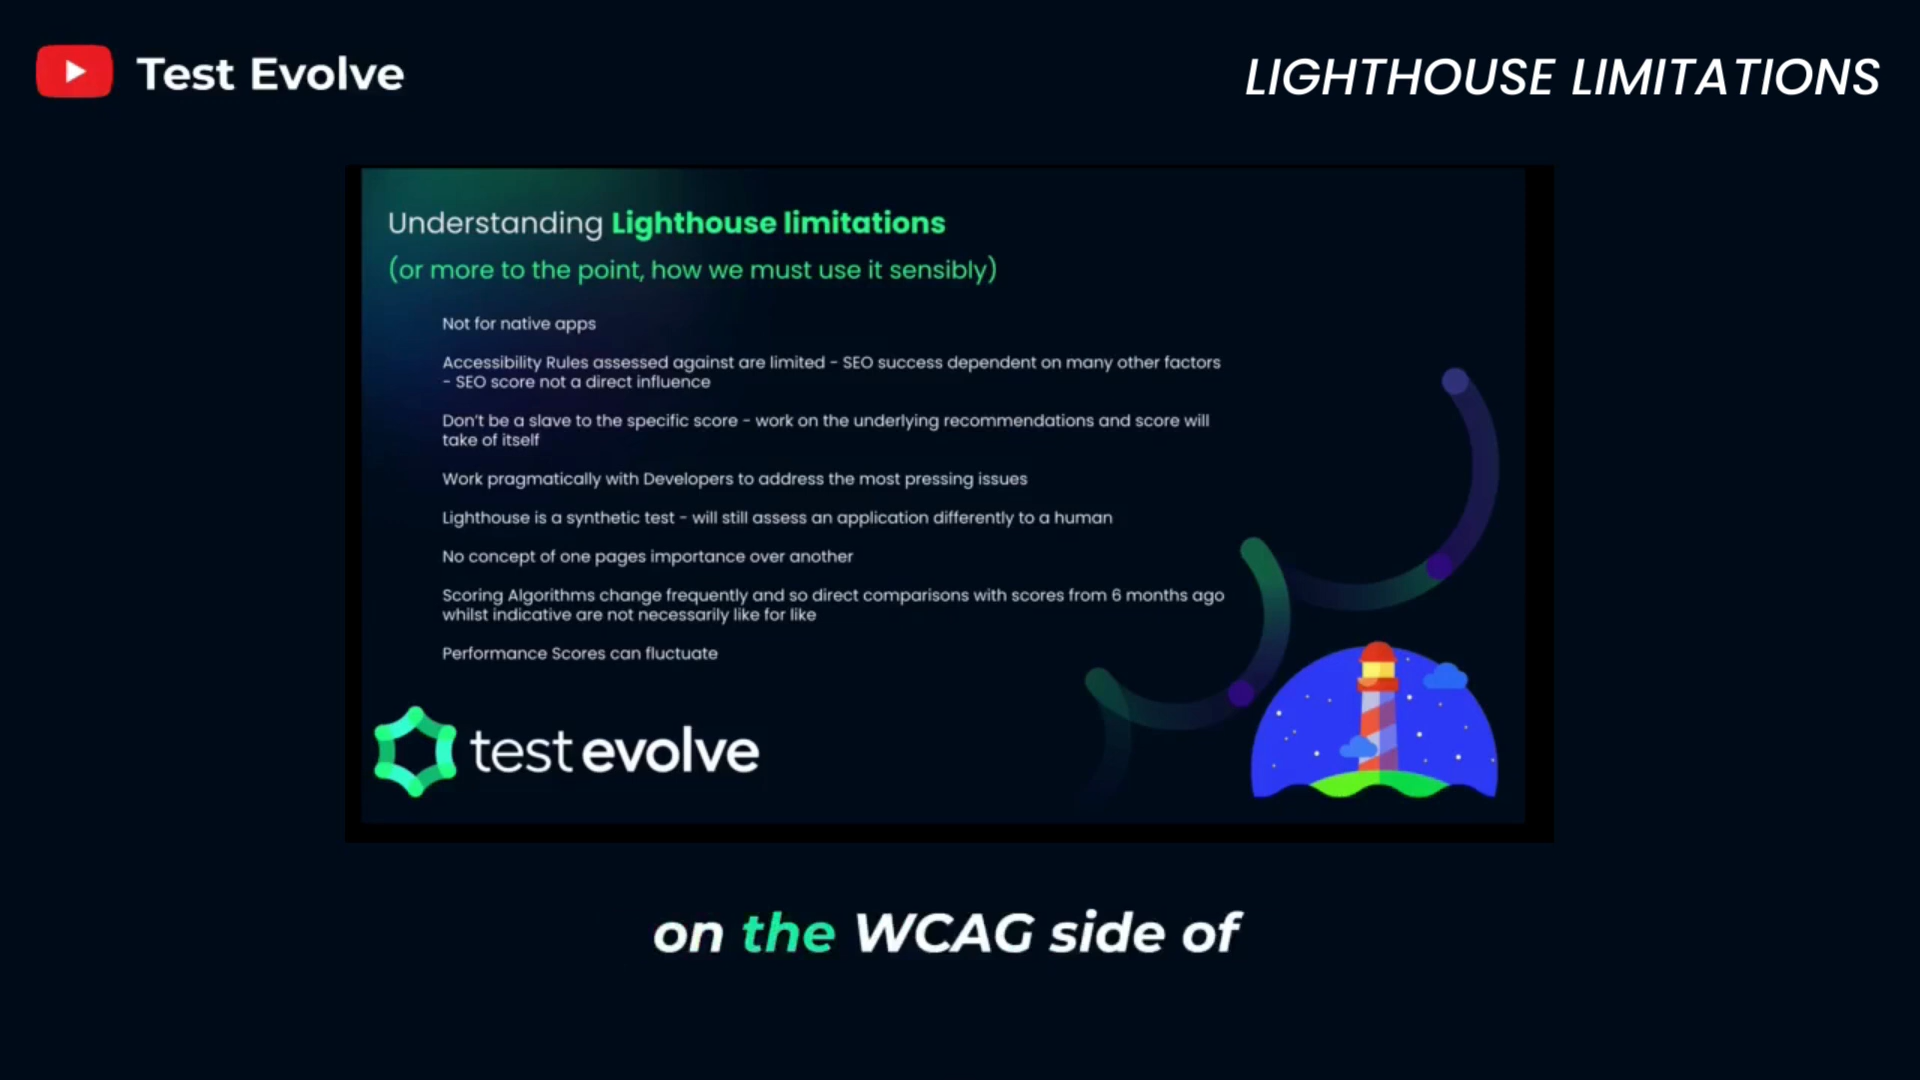 Test Evolve
LIGHTHOUSE LIMITATIONS
Understanding Lighthouse limitations
(or more to the point, how we must use it sensibly)
Not for native apps
Accessibility Rules assessed against are limited - SEO success dependent on many other factors
- SEO score not a direct influence
Don't be a slave to the specific score - work on the underlying recommendations and score will
take of itself
Work pragmatically with Developers to address the most pressing issues
Lighthouse is a synthetic test - will still assess an application differently to a human
No concept of one pages importance over another
Scoring Algorithms change frequently and so direct comparisons with scores from 6 months ago
whilst indicative are not necessarily like for like
Performance Scores can fluctuate
test evolve
on the WCAG side of